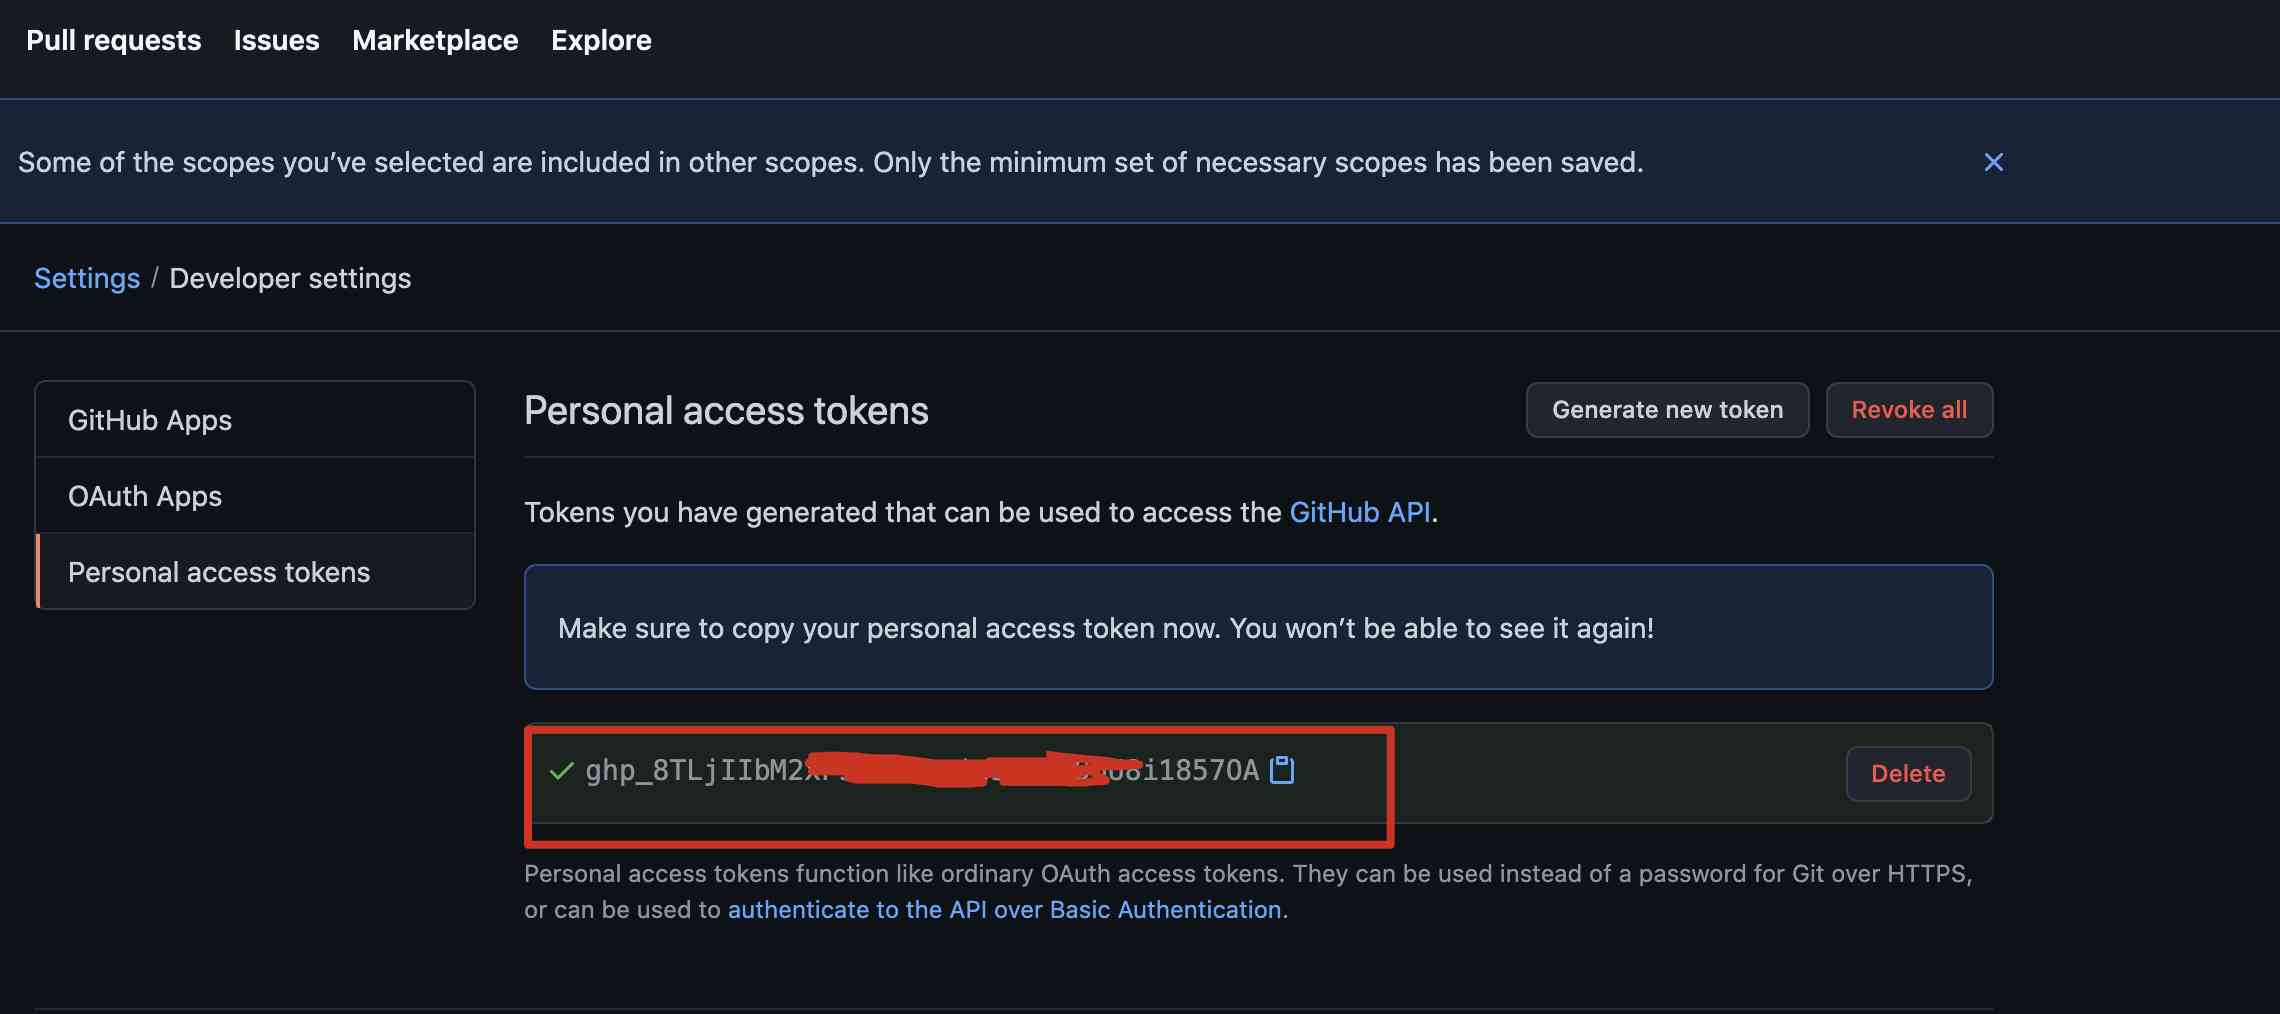 Pull requests Issues Marketplace Explore
Some of the scopes you’ve selected are included in other scopes. Only the minimum set of necessary scopes has been saved.
Settings / Developer settings
GitHub Apps
OAuth Apps
Personal access tokens
Personal access tokens
Generate new token
Revoke all
Tokens you have generated that can be used to access the GitHub API.
Make sure to copy your personal access token now. You won’t be able to see it again!
Delete
Personal access tokens function like ordinary OAuth access tokens. They can be used instead of a password for Git over HTTPS,
or can be used to authenticate to the API over Basic Authentication.